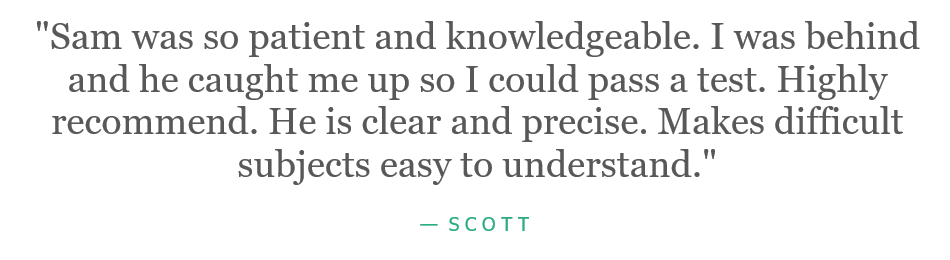 "Sam was so patient and knowledgeable. I was behind
and he caught me up so I could pass a test. Highly
recommend. He is clear and precise. Makes difficult
subjects easy to understand."
— SCOTT